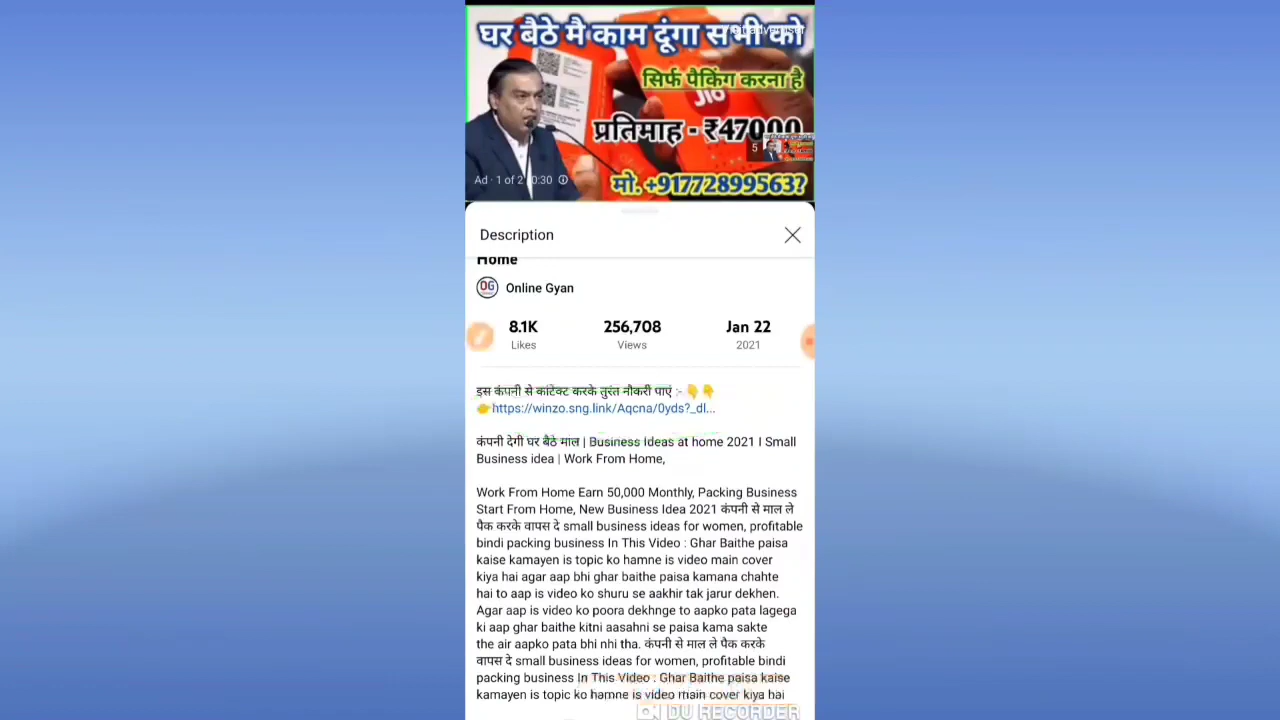 घर बैठे मै काम दूंगा सभी को
सिर्फ पैकिंग करना है
Jio
प्रतिमाह - ₹47000
5
Ad · 1 of 2 0:30
मो. +91772899563?
Description
Home
OG Online Gyan
8.1K 256,708 Jan 22
Likes Views 2021
इस कंपनी से कांटेक्ट करके तुरंत नौकरी पाएं :- 👇👇
👉https://winzo.sng.link/Aqcna/0yds?_dl...
कंपनी देगी घर बैठे माल | Business Ideas at home 2021 I Small
Business idea | Work From Home,
Work From Home Earn 50,000 Monthly, Packing Business
Start From Home, New Business Idea 2021 कंपनी से माल ले
पैक करके वापस दे small business ideas for women, profitable
bindi packing business In This Video : Ghar Baithe paisa
kaise kamayen is topic ko hamne is video main cover
kiya hai agar aap bhi ghar baithe paisa kamana chahte
hai to aap is video ko shuru se aakhir tak jarur dekhen.
Agar aap is video ko poora dekhnge to aapko pata lagega
ki aap ghar baithe kitni aasahni se paisa kama sakte
the air aapko pata bhi nhi tha. कंपनी से माल ले पैक करके
वापस दे small business ideas for women, profitable bindi
packing business In This Video : Ghar Baithe paisa kaise
kamayen is topic ko hamne is video main cover kiya hai
DU RECORDER